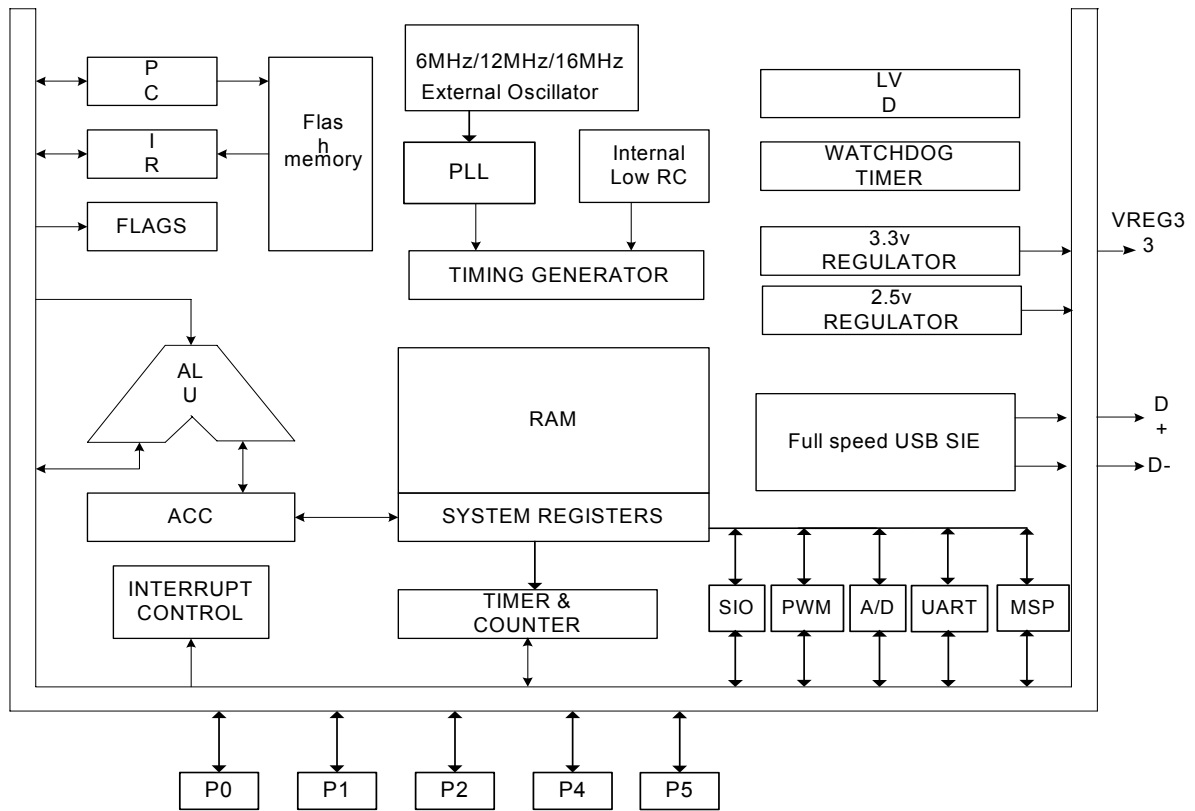 P
C
I
R
FLAGS
Flas
h
memory
6MHz/12MHz/16MHz
External Oscillator
PLL
Internal
Low RC
TIMING GENERATOR
LV
D
WATCHDOG
TIMER
3.3v
REGULATOR
2.5v
REGULATOR
VREG3
3
AL
U
RAM
Full speed USB SIE
D
+
D-
ACC
SYSTEM REGISTERS
INTERRUPT
CONTROL
TIMER &
COUNTER
SIO
PWM
A/D
UART
MSP
P0
P1
P2
P4
P5